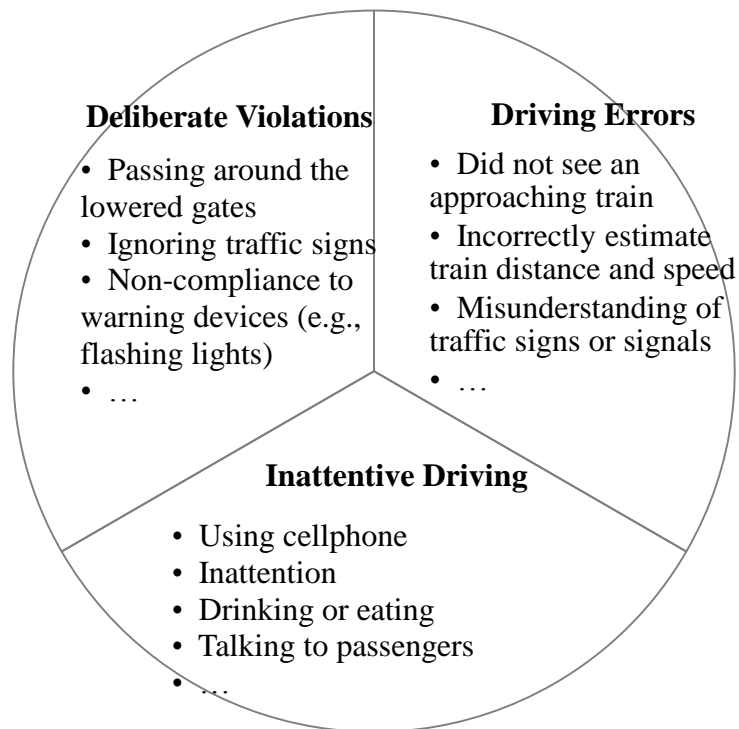 Deliberate Violations
• Passing around the
lowered gates
• Ignoring traffic signs
• Non-compliance to
warning devices (e.g.,
flashing lights)
• …
Driving Errors
• Did not see an
approaching train
• Incorrectly estimate
train distance and speed
• Misunderstanding of
traffic signs or signals
• …
Inattentive Driving
• Using cellphone
• Inattention
• Drinking or eating
• Talking to passengers
• …